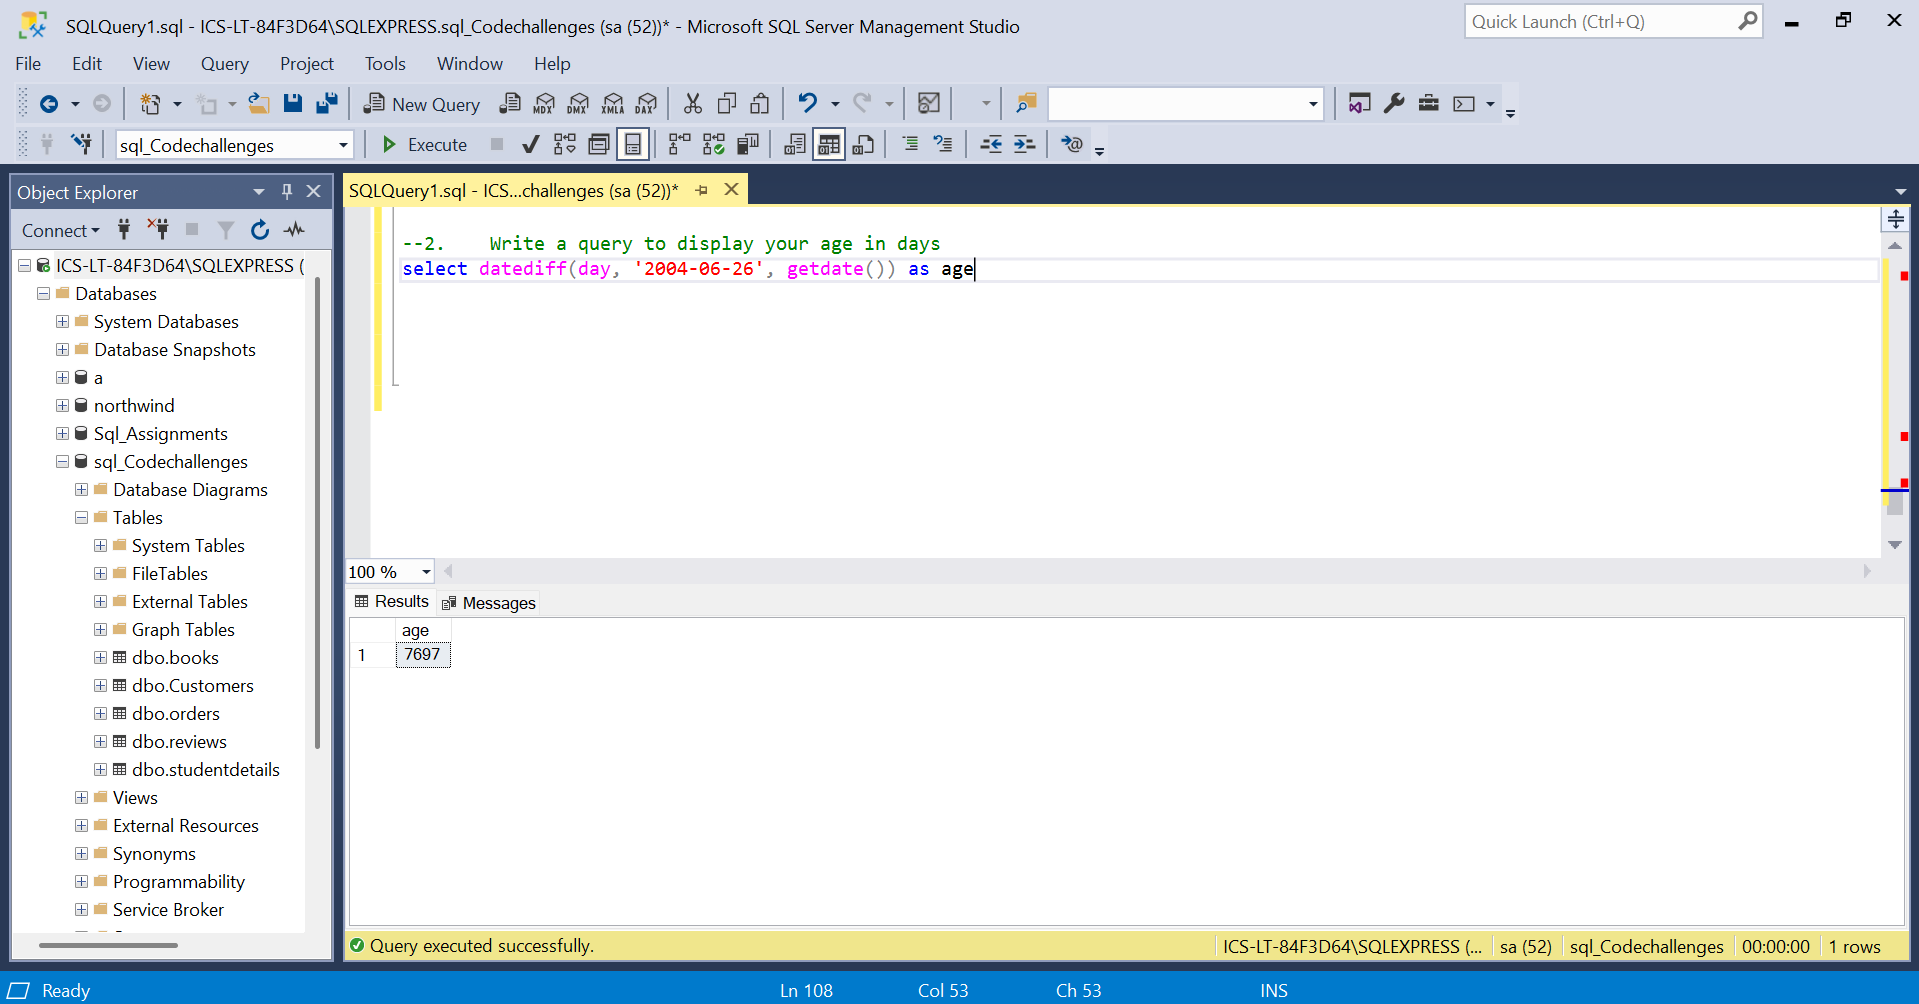 SQLQuery1.sql - ICS-LT-84F3D64\SQLEXPRESS.sql_Codechallenges (sa (52))* - Microsoft SQL Server Management Studio
Quick Launch (Ctrl+Q)
File Edit View Query Project Tools Window Help
New Query MDX DMX XMLA DAX
sql_Codechallenges Execute
Object Explorer
Connect
ICS-LT-84F3D64\SQLEXPRESS (
Databases
System Databases
Database Snapshots
a
northwind
Sql_Assignments
sql_Codechallenges
Database Diagrams
Tables
System Tables
FileTables
External Tables
Graph Tables
dbo.books
dbo.Customers
dbo.orders
dbo.reviews
dbo.studentdetails
Views
External Resources
Synonyms
Programmability
Service Broker
SQLQuery1.sql - ICS...challenges (sa (52))*
--2.    Write a query to display your age in days
select datediff(day, '2004-06-26', getdate()) as age
100 %
Results Messages
age
1 7697
Query executed successfully.
ICS-LT-84F3D64\SQLEXPRESS (... sa (52) sql_Codechallenges 00:00:00 1 rows
Ready Ln 108 Col 53 Ch 53 INS